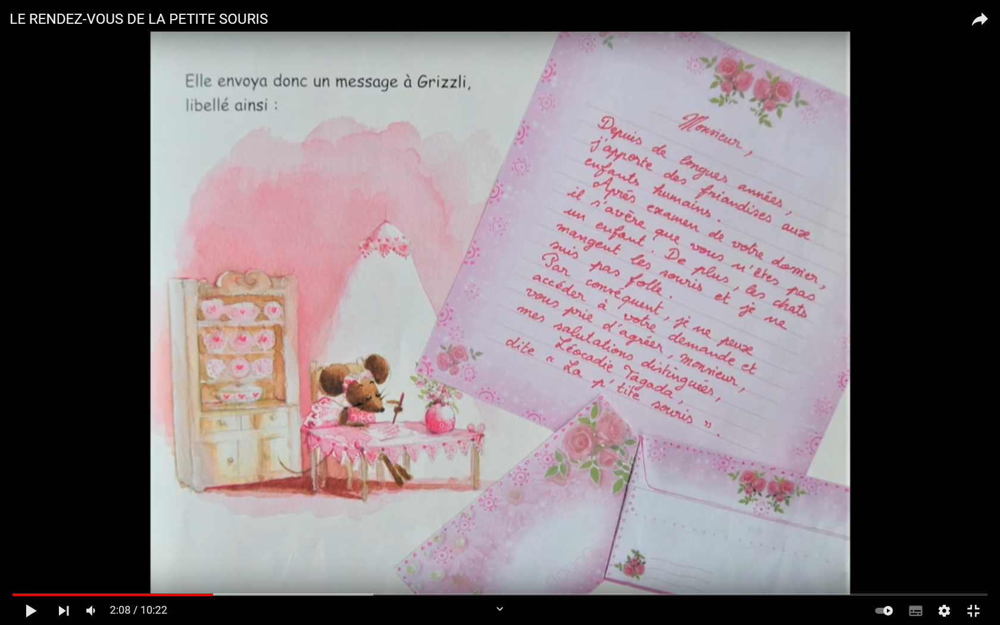 LE RENDEZ-VOUS DE LA PETITE SOURIS
Elle envoya donc un message à Grizzli,
libellé ainsi :
Monsieur,
Depuis de longues années,
j'apporte des friandises aux
enfants humains.
Après examen de votre dossier,
il s'avère que vous n'êtes pas
un enfant. De plus, les chats
mangent les souris et je ne
suis pas folle.
Par conséquent, je ne peux
accéder à votre demande et
vous prie d'agréer, monsieur,
mes salutations distinguées,
Léocadie Tagada,
dite « La p'tite souris ».
2:08 / 10:22